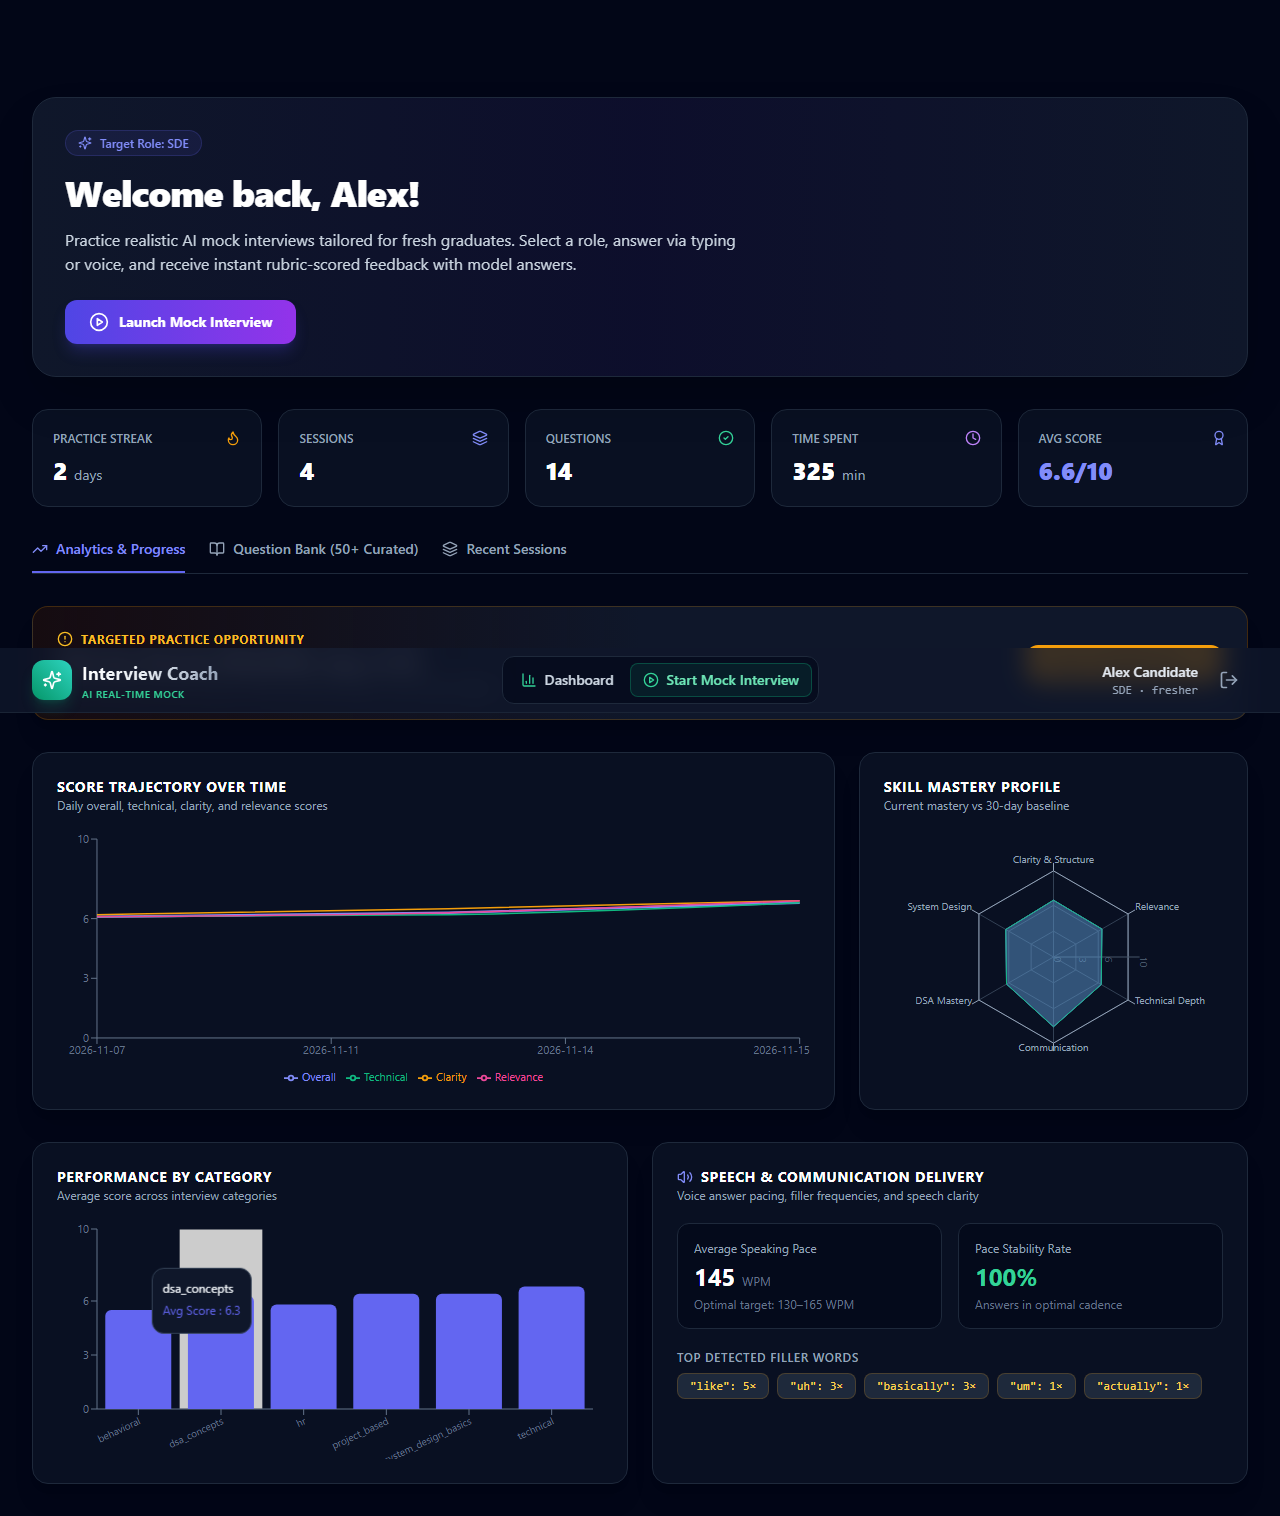 Target Role: SDE
Welcome back, Alex!
Practice realistic AI mock interviews tailored for fresh graduates. Select a role, answer via typing
or voice, and receive instant rubric-scored feedback with model answers.
Launch Mock Interview
PRACTICE STREAK
2 days
SESSIONS
4
QUESTIONS
14
TIME SPENT
325 min
AVG SCORE
6.6/10
Analytics & Progress
Question Bank (50+ Curated)
Recent Sessions
TARGETED PRACTICE OPPORTUNITY
Interview Coach
AI REAL-TIME MOCK
Dashboard
Start Mock Interview
Alex Candidate
SDE · fresher
SCORE TRAJECTORY OVER TIME
Daily overall, technical, clarity, and relevance scores
10
6
3
0
2026-11-07
2026-11-11
2026-11-14
2026-11-15
Overall
Technical
Clarity
Relevance
SKILL MASTERY PROFILE
Current mastery vs 30-day baseline
Clarity & Structure
System Design
Relevance
0
3
6
10
DSA Mastery
Technical Depth
Communication
PERFORMANCE BY CATEGORY
Average score across interview categories
10
6
3
0
dsa_concepts
Avg Score : 6.3
behavioral
dsa_concepts
hr
project_based
ystem_design_basics
technical
SPEECH & COMMUNICATION DELIVERY
Voice answer pacing, filler frequencies, and speech clarity
Average Speaking Pace
145 WPM
Optimal target: 130–165 WPM
Pace Stability Rate
100%
Answers in optimal cadence
TOP DETECTED FILLER WORDS
"like": 5×
"uh": 3×
"basically": 3×
"um": 1×
"actually": 1×